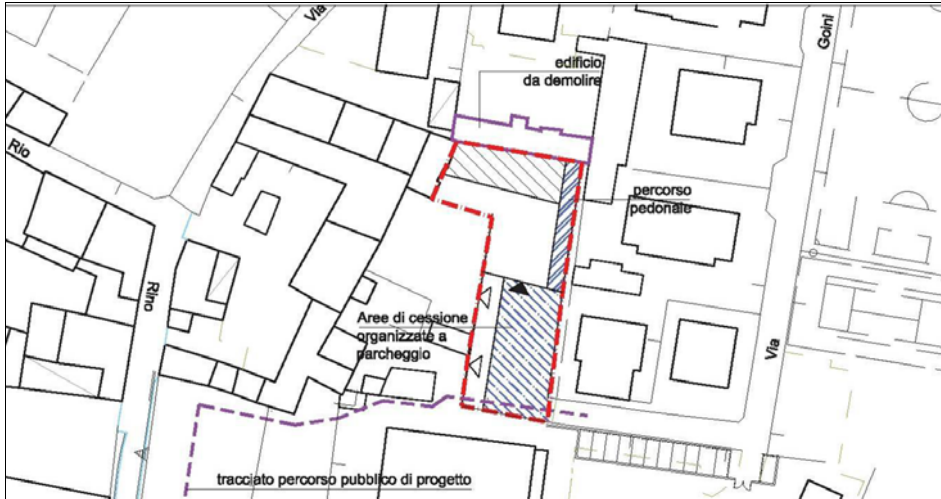 Via
Goini
edificio
da demolire
Rio
percorso
pedonale
Rino
Aree di cessione
organizzate a
parcheggio
Via
tracciato percorso pubblico di progetto